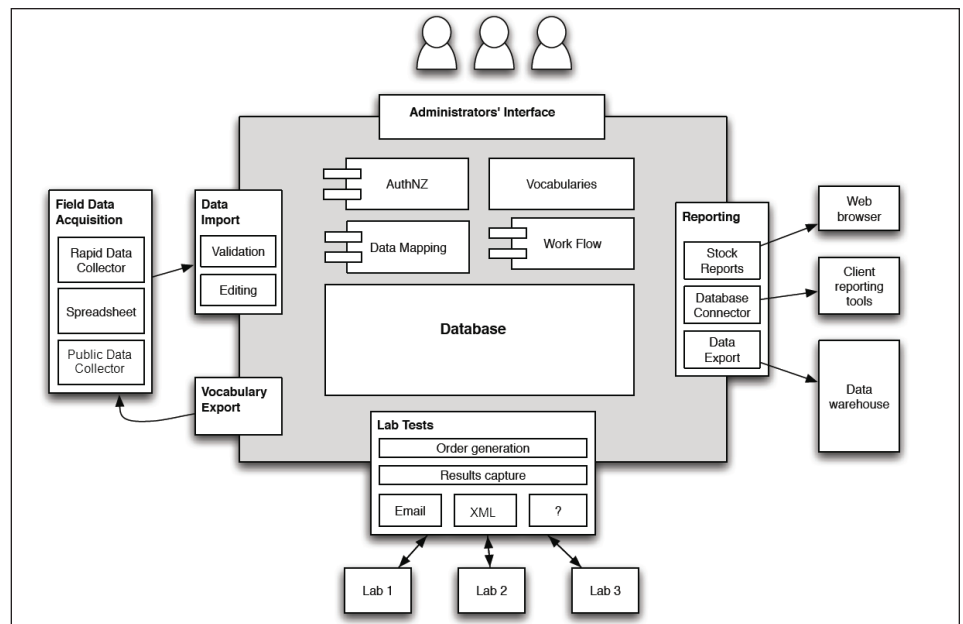 Administrators' Interface
AuthNZ
Vocabularies
Data Mapping
Work Flow
Database
Field Data
Acquisition
Rapid Data
Collector
Spreadsheet
Public Data
Collector
Data
Import
Validation
Editing
Vocabulary
Export
Reporting
Stock
Reports
Database
Connector
Data
Export
Web
browser
Client
reporting
tools
Data
warehouse
Lab Tests
Order generation
Results capture
Email
XML
?
Lab 1
Lab 2
Lab 3